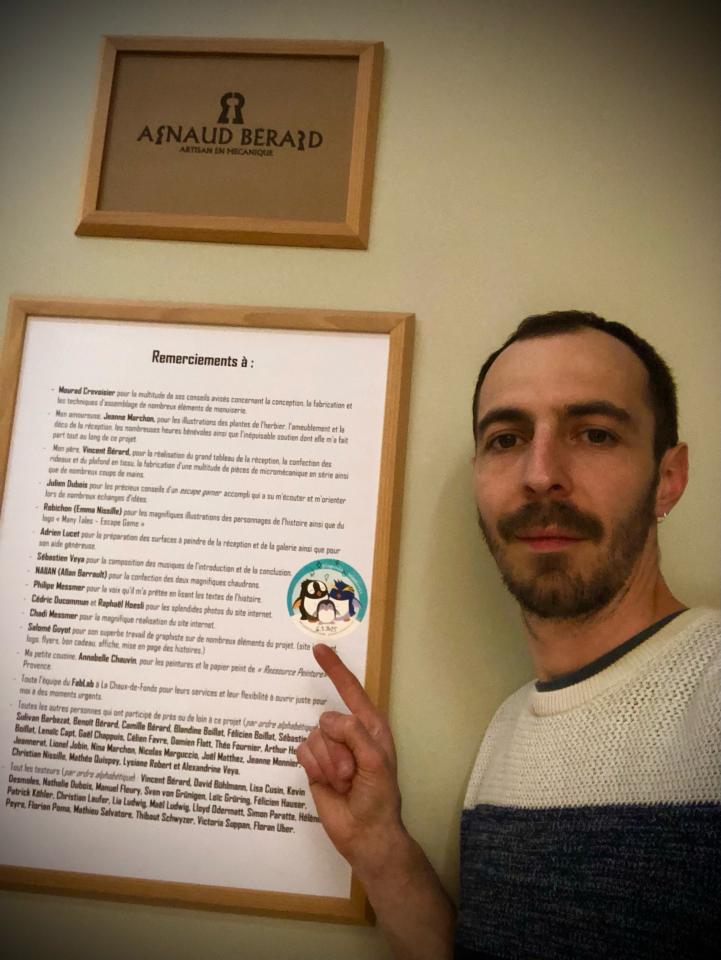 ARNAUD BERARD
ARTISAN EN MECANIQUE
Remerciements à :
- Mourad Crevoisier pour la multitude de ses conseils avisés concernant la conception, la fabrication et
les techniques d'assemblage de nombreux éléments de menuiserie.
- Mon amoureuse, Jeanne Marchon, pour les illustrations des plantes de l'herbier, l'ameublement et la
déco de la réception, les nombreuses heures bénévoles ainsi que l'inépuisable soutien dont elle m'a fait
part tout au long de ce projet.
- Mon père, Vincent Bérard, pour la réalisation du grand tableau de la réception, la confection des
rideaux et du plafond en tissu, la fabrication d'une multitude de pièces de micromécanique en série ainsi
que de nombreux coups de mains.
- Julien Dubois pour les précieux conseils d'un escape gamer accompli qui a su m'écouter et m'orienter
lors de nombreux échanges d'idées.
- Robichon (Emma Nissille) pour les magnifiques illustrations des personnages de l'histoire ainsi que du
logo « Many Tales - Escape Game »
- Adrien Lucet pour la préparation des surfaces à peindre de la réception et de la galerie ainsi que pour
son aide généreuse.
- Sébastien Veya pour la composition des musiques de l'introduction et de la conclusion.
- (Allan Barrault) pour la confection des deux magnifiques chaudrons.
- Philipe Messmer pour la voix qu'il m'a prêtée en lisant les textes de l'histoire.
- Cédric Ducommun et Raphaël Hoesli pour les splendides photos du site internet.
- Chadi Messmer pour la magnifique réalisation du site internet.
- Salomé Guyot pour son superbe travail de graphiste sur de nombreux éléments du projet. (site
logo, flyers, bon cadeau, affiche, mise en page des histoires.)
- Ma petite cousine, Annabelle Chauvin, pour les peintures et le papier peint de « Ressource Peintures
Provence.
- Toute l'équipe du FabLab à La Chaux-de-Fonds pour leurs services et leur flexibilité à ouvrir juste pour
moi à des moments urgents.
- Toutes les autres personnes qui ont participé de près ou de loin à ce projet (par ordre alphabétique
Sulivan Barbezat, Benoît Bérard, Camille Bérard, Blandine Boillet, Félicien Boillat,
Boillet, Lenaïc Capt, Gaël Chappuis, Célien Favre, Damien Flatt, Théo Fournier, Arthur
Jeanneret, Lionel Jobin, Nina Marchon, Nicolas Marguccio, Joël Matthez, Jeanne
Christian Nissille, Mathéo Quispey, Lysiane Robert et Alexandrine Veya.
- Tout les testeurs (par ordre alphabétique) Vincent Bérard, David Bühlmann, Lisa Cusin, Kevin
Desmoles, Nathalie Dubois, Manuel Fleury, Sven von Grünigen, Loïc Grüring, Félicien Hauser,
Patrick Köhler, Christian Laufer, Lia Ludwig, Maël Ludwig, Lloyd Odermatt, Simon Paratte,
Peyre, Florian Poma, Mathieu Salvatore, Thibaut Schwyzer, Victoria Suppan, Floran Uber.